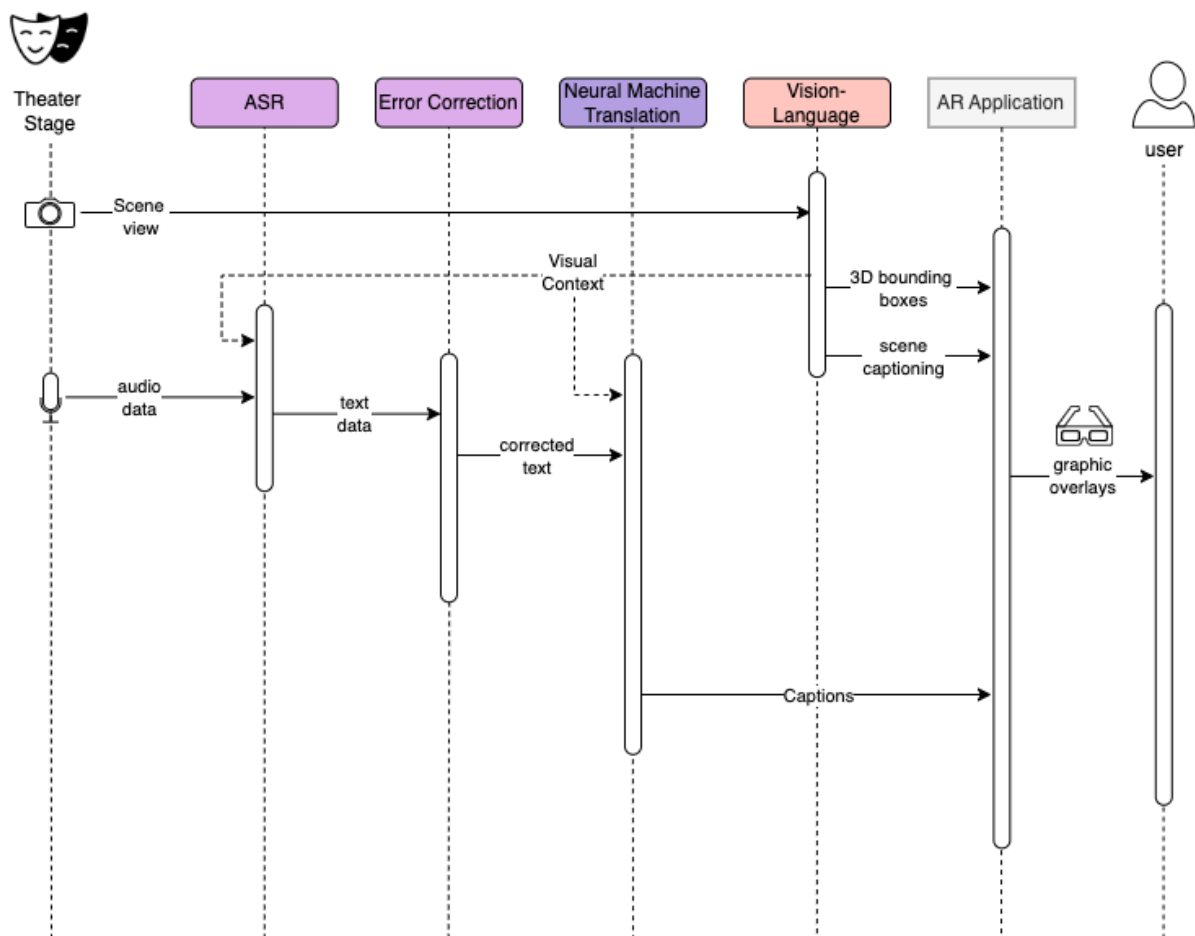 Theater
Stage
ASR
Error Correction
Neural Machine
Translation
Vision-
Language
AR Application
user
Scene
view
Visual
Context
3D bounding
boxes
scene
captioning
audio
data
text
data
corrected
text
graphic
overlays
Captions